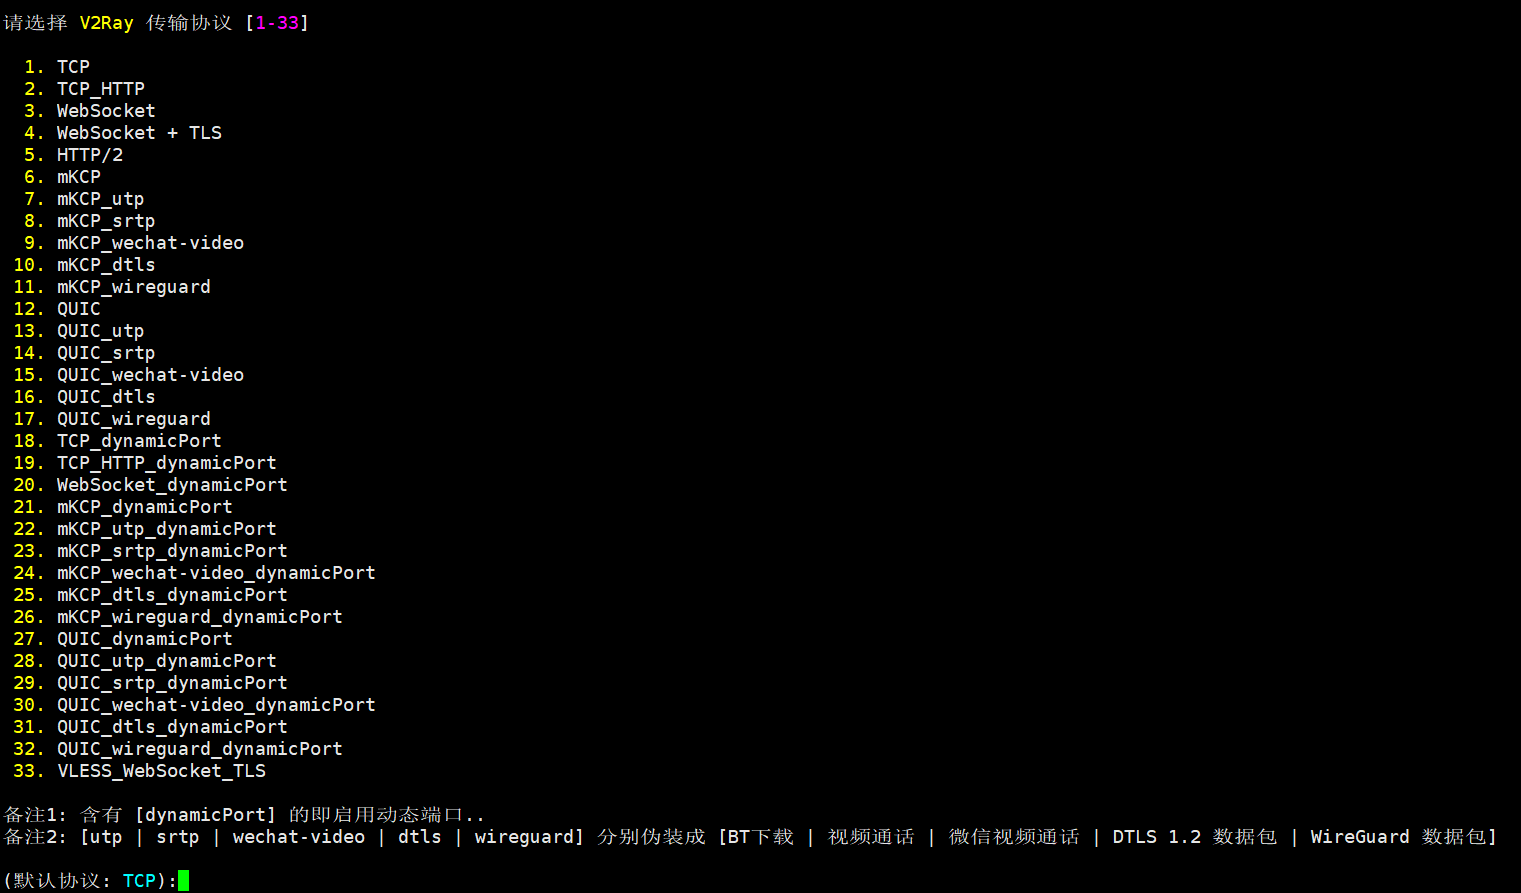 请选择 V2Ray 传输协议 [1-33]
1. TCP
2. TCP_HTTP
3. WebSocket
4. WebSocket + TLS
5. HTTP/2
6. mKCP
7. mKCP_utp
8. mKCP_srtp
9. mKCP_wechat-video
10. mKCP_dtls
11. mKCP_wireguard
12. QUIC
13. QUIC_utp
14. QUIC_srtp
15. QUIC_wechat-video
16. QUIC_dtls
17. QUIC_wireguard
18. TCP_dynamicPort
19. TCP_HTTP_dynamicPort
20. WebSocket_dynamicPort
21. mKCP_dynamicPort
22. mKCP_utp_dynamicPort
23. mKCP_srtp_dynamicPort
24. mKCP_wechat-video_dynamicPort
25. mKCP_dtls_dynamicPort
26. mKCP_wireguard_dynamicPort
27. QUIC_dynamicPort
28. QUIC_utp_dynamicPort
29. QUIC_srtp_dynamicPort
30. QUIC_wechat-video_dynamicPort
31. QUIC_dtls_dynamicPort
32. QUIC_wireguard_dynamicPort
33. VLESS_WebSocket_TLS
备注1: 含有 [dynamicPort] 的即启用动态端口..
备注2: [utp | srtp | wechat-video | dtls | wireguard] 分别伪装成 [BT下载 | 视频通话 | 微信视频通话 | DTLS 1.2 数据包 | WireGuard 数据包]
(默认协议: TCP):